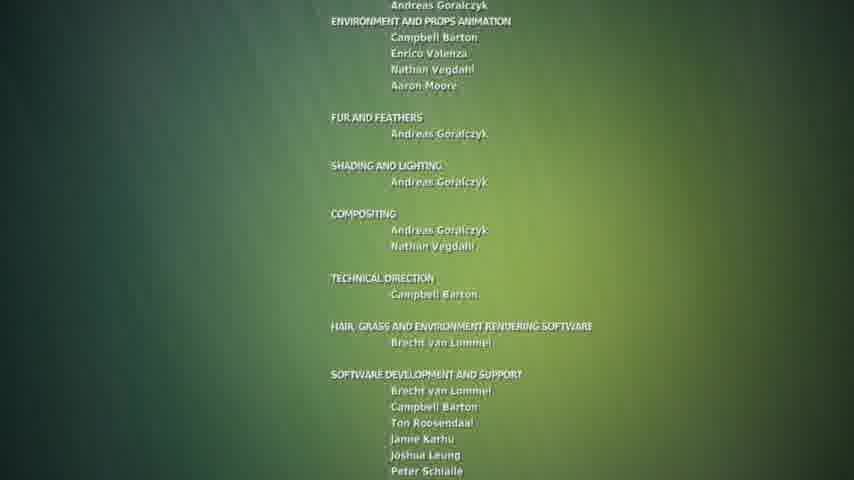 Andreas Goralczyk
ENVIRONMENT AND PROPS ANIMATION
Campbell Barton
Enrico Valenza
Nathan Vegdahl
Aaron Moore
FUR AND FEATHERS
Andreas Goralczyk
SHADING AND LIGHTING
Andreas Goralczyk
COMPOSITING
Andreas Goralczyk
Nathan Vegdahl
TECHNICAL DIRECTION
Campbell Barton
HAIR, GRASS AND ENVIRONMENT RENDERING SOFTWARE
Brecht van Lommel
SOFTWARE DEVELOPMENT AND SUPPORT
Brecht van Lommel
Campbell Barton
Ton Roosendaal
Janne Karhu
Joshua Leung
Peter Schlaile